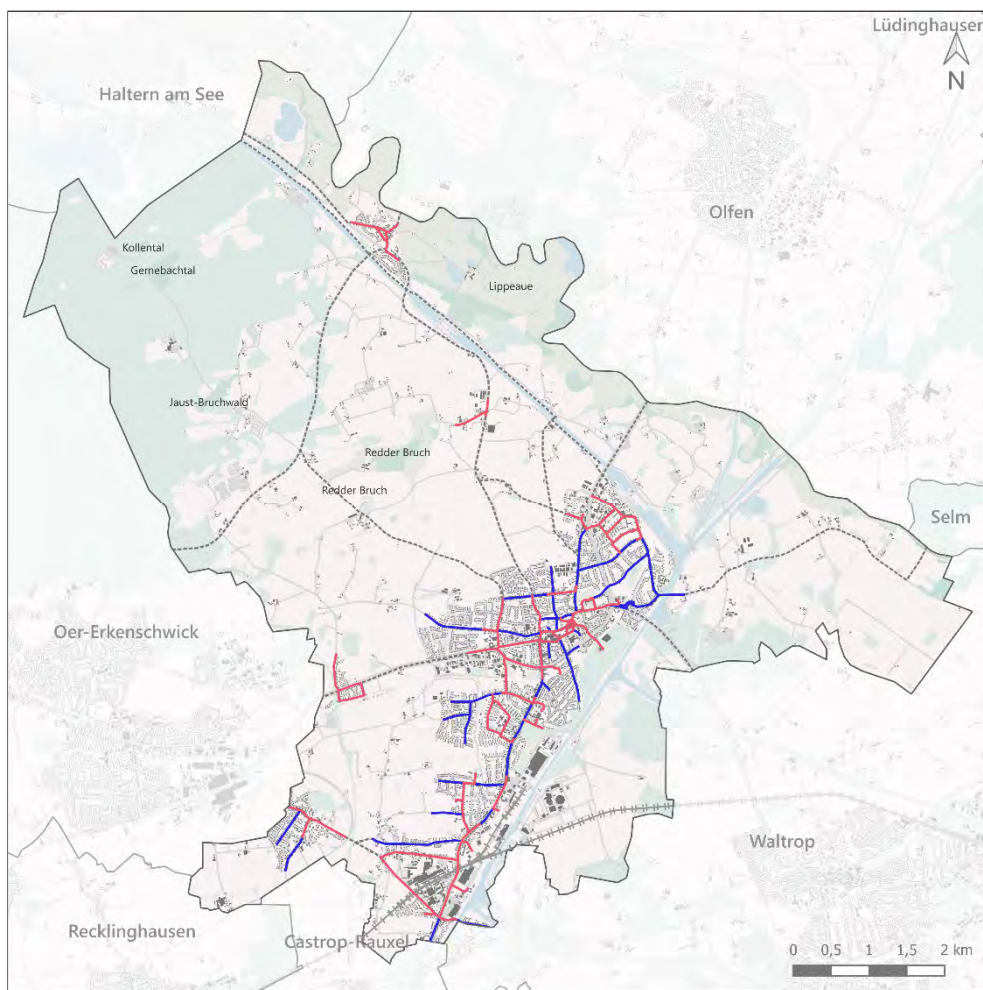 Lüdinghausen
N
Haltern am See
Olfen
Kollental
Gernebachtal
Lippeaue
Jaust-Bruchwald
Redder Bruch
Redder Bruch
Selm
Oer-Erkenschwick
Waltrop
Recklinghausen
Castrop-Rauxel
0 0,5 1 1,5 2 km